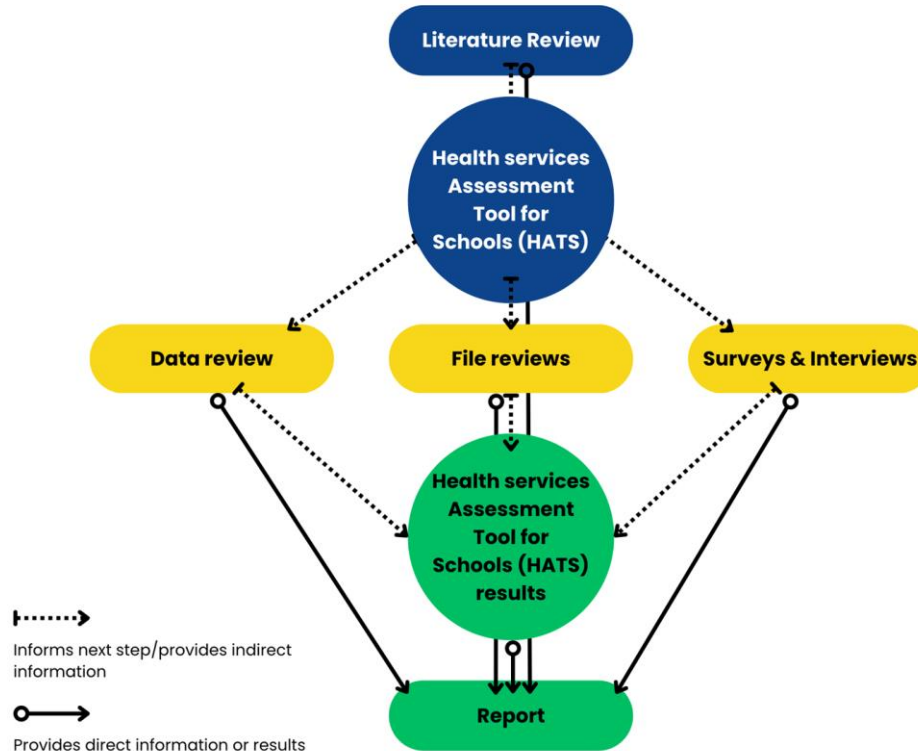 Literature Review
Health services
Assessment
Tool for
Schools (HATS)
Data review
File reviews
Surveys & Interviews
Health services
Assessment
Tool for
Schools (HATS)
results
Informs next step/provides indirect
information
Report
Provides direct information or results